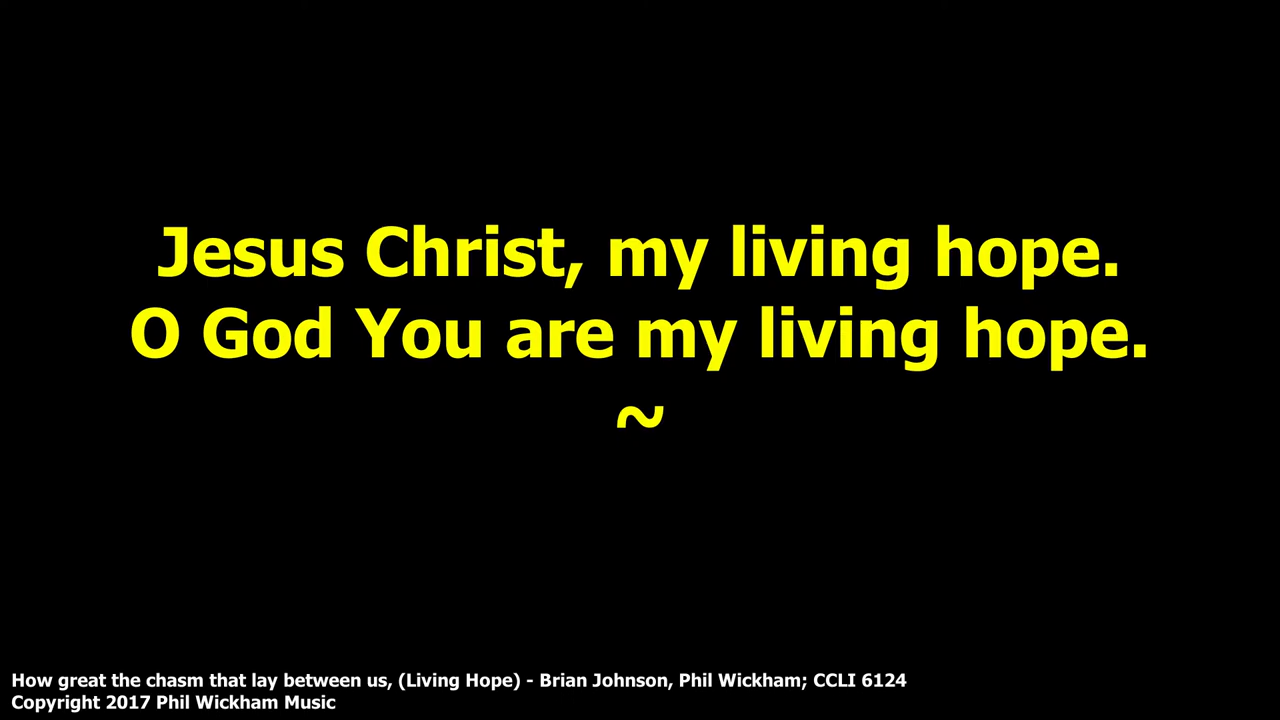 Jesus Christ, my living hope.
O God You are my living hope.
~
How great the chasm that lay between us, (Living Hope) - Brian Johnson, Phil Wickham; CCLI 6124
Copyright 2017 Phil Wickham Music